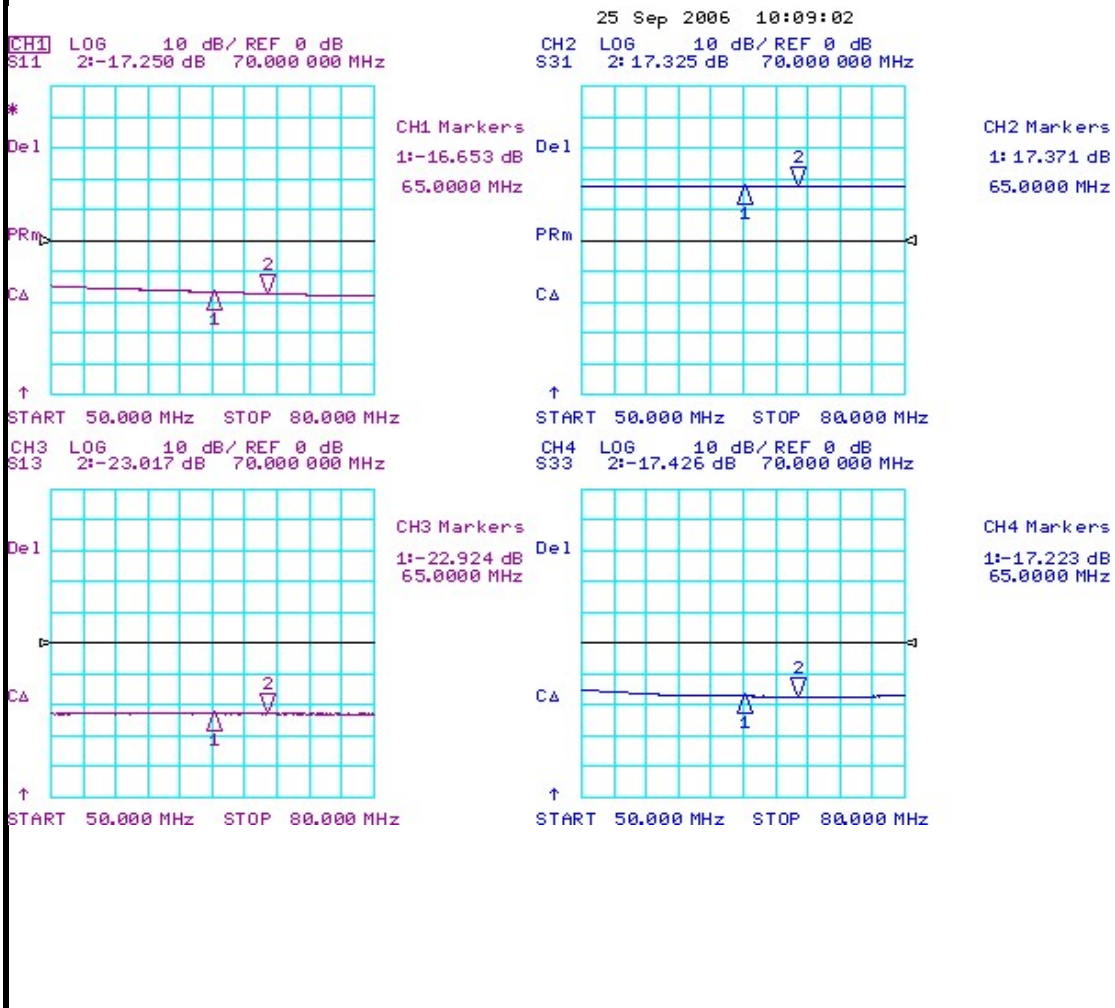 25 Sep 2006 10:09:02
CH1 LOG 10 dB/ REF 0 dB
S11 2:-17.250 dB 70.000 000 MHz
*
Del
PRm
CΔ
↑
2
1
CH1 Markers
1:-16.653 dB
65.0000 MHz
START 50.000 MHz STOP 80.000 MHz
CH2 LOG 10 dB/ REF 0 dB
S31 2: 17.325 dB 70.000 000 MHz
Del
PRm
CΔ
↑
2
1
CH2 Markers
1: 17.371 dB
65.0000 MHz
START 50.000 MHz STOP 80.000 MHz
CH3 LOG 10 dB/ REF 0 dB
S13 2:-23.017 dB 70.000 000 MHz
Del
CΔ
↑
2
1
CH3 Markers
1:-22.924 dB
65.0000 MHz
START 50.000 MHz STOP 80.000 MHz
CH4 LOG 10 dB/ REF 0 dB
S33 2:-17.426 dB 70.000 000 MHz
Del
CΔ
↑
2
1
CH4 Markers
1:-17.223 dB
65.0000 MHz
START 50.000 MHz STOP 80.000 MHz